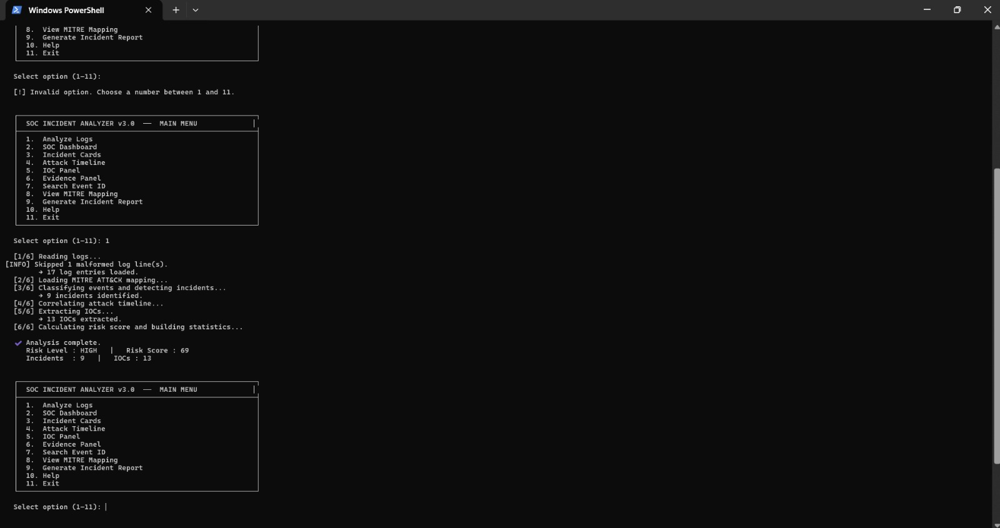 Windows PowerShell
8.  View MITRE Mapping
9.  Generate Incident Report
10. Help
11. Exit
Select option (1-11):
[!] Invalid option. Choose a number between 1 and 11.
SOC INCIDENT ANALYZER v3.0  —  MAIN MENU
1.  Analyze Logs
2.  SOC Dashboard
3.  Incident Cards
4.  Attack Timeline
5.  IOC Panel
6.  Evidence Panel
7.  Search Event ID
8.  View MITRE Mapping
9.  Generate Incident Report
10. Help
11. Exit
Select option (1-11): 1
[1/6] Reading logs...
[INFO] Skipped 1 malformed log line(s).
→ 17 log entries loaded.
[2/6] Loading MITRE ATT&CK mapping...
[3/6] Classifying events and detecting incidents...
→ 9 incidents identified.
[4/6] Correlating attack timeline...
[5/6] Extracting IOCs...
→ 13 IOCs extracted.
[6/6] Calculating risk score and building statistics...
✔ Analysis complete.
Risk Level : HIGH   |   Risk Score : 69
Incidents  : 9   |   IOCs : 13
SOC INCIDENT ANALYZER v3.0  —  MAIN MENU
1.  Analyze Logs
2.  SOC Dashboard
3.  Incident Cards
4.  Attack Timeline
5.  IOC Panel
6.  Evidence Panel
7.  Search Event ID
8.  View MITRE Mapping
9.  Generate Incident Report
10. Help
11. Exit
Select option (1-11):